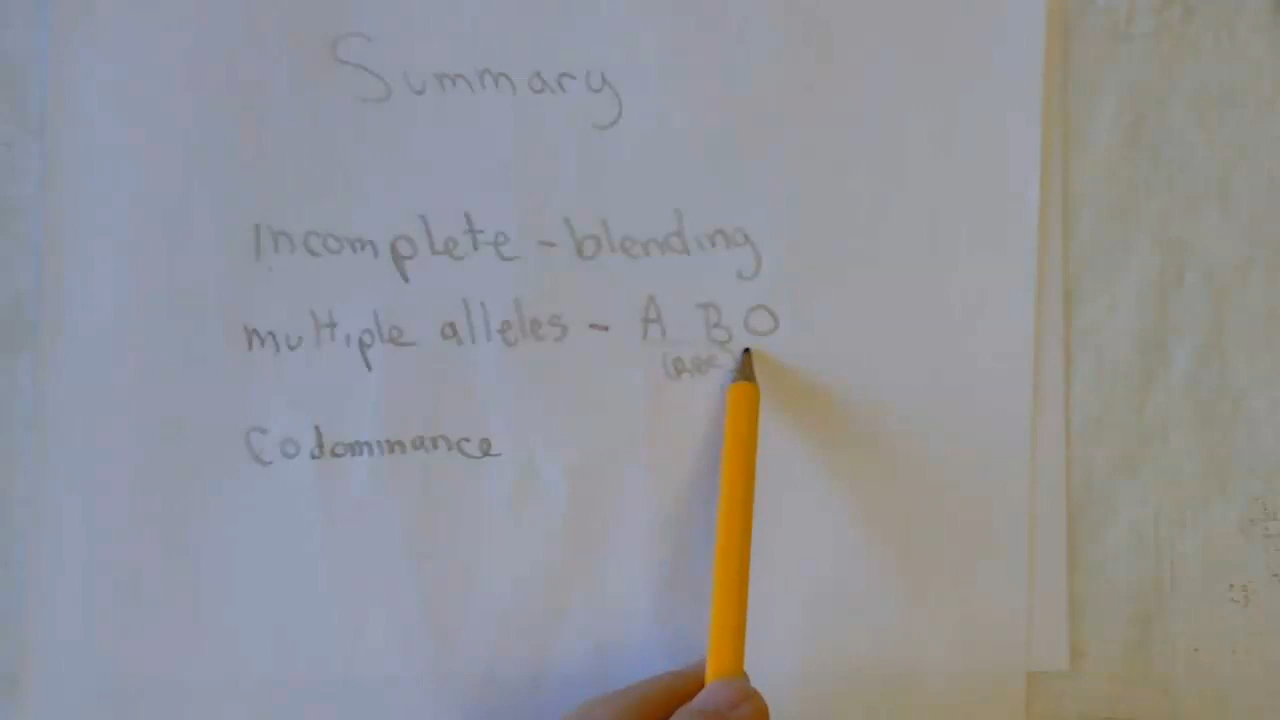 Summary
Incomplete - blending
multiple alleles - A B O
Codominance